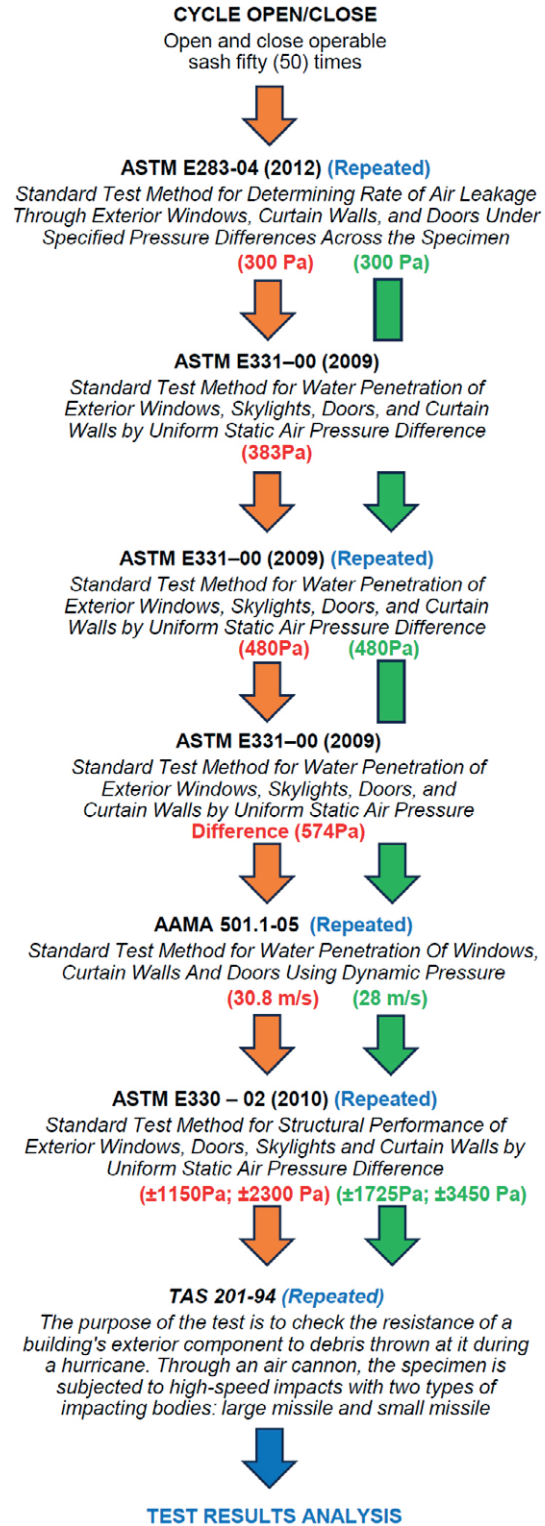 CYCLE OPEN/CLOSE
Open and close operable
sash fifty (50) times
ASTM E283-04 (2012) (Repeated)
Standard Test Method for Determining Rate of Air Leakage
Through Exterior Windows, Curtain Walls, and Doors Under
Specified Pressure Differences Across the Specimen
(300 Pa) (300 Pa)
ASTM E331–00 (2009)
Standard Test Method for Water Penetration of
Exterior Windows, Skylights, Doors, and Curtain
Walls by Uniform Static Air Pressure Difference
(383Pa)
ASTM E331–00 (2009) (Repeated)
Standard Test Method for Water Penetration of
Exterior Windows, Skylights, Doors, and Curtain
Walls by Uniform Static Air Pressure Difference
(480Pa) (480Pa)
ASTM E331–00 (2009)
Standard Test Method for Water Penetration of
Exterior Windows, Skylights, Doors, and
Curtain Walls by Uniform Static Air Pressure
Difference (574Pa)
AAMA 501.1-05 (Repeated)
Standard Test Method for Water Penetration Of Windows,
Curtain Walls And Doors Using Dynamic Pressure
(30.8 m/s) (28 m/s)
ASTM E330 – 02 (2010) (Repeated)
Standard Test Method for Structural Performance of
Exterior Windows, Doors, Skylights and Curtain Walls by
Uniform Static Air Pressure Difference
(±1150Pa; ±2300 Pa) (±1725Pa; ±3450 Pa)
TAS 201-94 (Repeated)
The purpose of the test is to check the resistance of a
building's exterior component to debris thrown at it during
a hurricane. Through an air cannon, the specimen is
subjected to high-speed impacts with two types of
impacting bodies: large missile and small missile
TEST RESULTS ANALYSIS